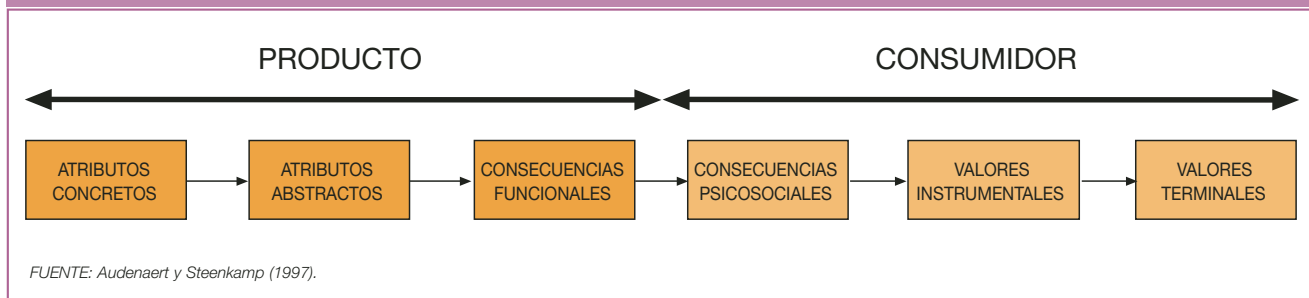 PRODUCTO
CONSUMIDOR
ATRIBUTOS
CONCRETOS
ATRIBUTOS
ABSTRACTOS
CONSECUENCIAS
FUNCIONALES
CONSECUENCIAS
PSICOSOCIALES
VALORES
INSTRUMENTALES
VALORES
TERMINALES
FUENTE: Audenaert y Steenkamp (1997).